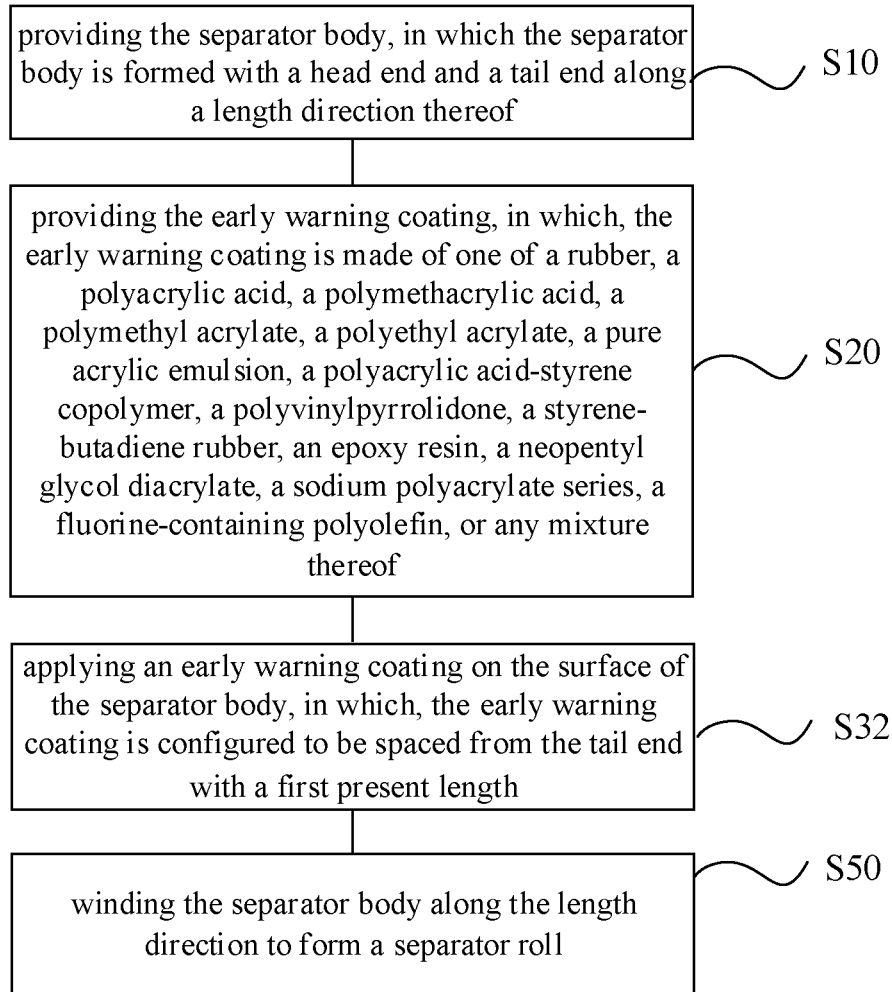 providing the separator body, in which the separator
body is formed with a head end and a tail end along
a length direction thereof
S10
providing the early warning coating, in which, the
early warning coating is made of one of a rubber, a
polyacrylic acid, a polymethacrylic acid, a
polymethyl acrylate, a polyethyl acrylate, a pure
acrylic emulsion, a polyacrylic acid-styrene
copolymer, a polyvinylpyrrolidone, a styrene-
butadiene rubber, an epoxy resin, a neopentyl
glycol diacrylate, a sodium polyacrylate series, a
fluorine-containing polyolefin, or any mixture
thereof
S20
applying an early warning coating on the surface of
the separator body, in which, the early warning
coating is configured to be spaced from the tail end
with a first present length
S32
winding the separator body along the length
direction to form a separator roll
S50